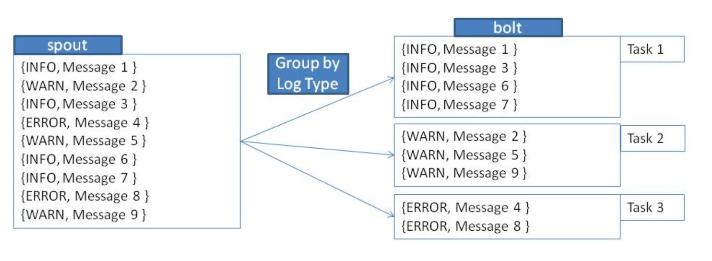 spout
{INFO, Message 1 }
{WARN, Message 2 }
{INFO, Message 3 }
{ERROR, Message 4 }
{WARN, Message 5 }
{INFO, Message 6 }
{INFO, Message 7 }
{ERROR, Message 8 }
{WARN, Message 9 }
Group by
Log Type
bolt
{INFO, Message 1 }
{INFO, Message 3 }
{INFO, Message 6 }
{INFO, Message 7 }
Task 1
{WARN, Message 2 }
{WARN, Message 5 }
{WARN, Message 9 }
Task 2
{ERROR, Message 4 }
{ERROR, Message 8 }
Task 3